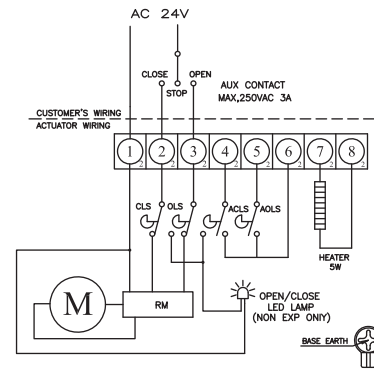 AC 24V
CLOSE OPEN
STOP
AUX CONTACT
MAX,250VAC 3A
CUSTOMER'S WIRING
ACTUATOR WIRING
1 2 3 4 5 6 7 8
2 2 2 2 2 2 2 2
CLS OLS ACLS AOLS
HEATER
5W
M
RM
OPEN/CLOSE
LED LAMP
(NON EXP ONlY)
BASE EARTH